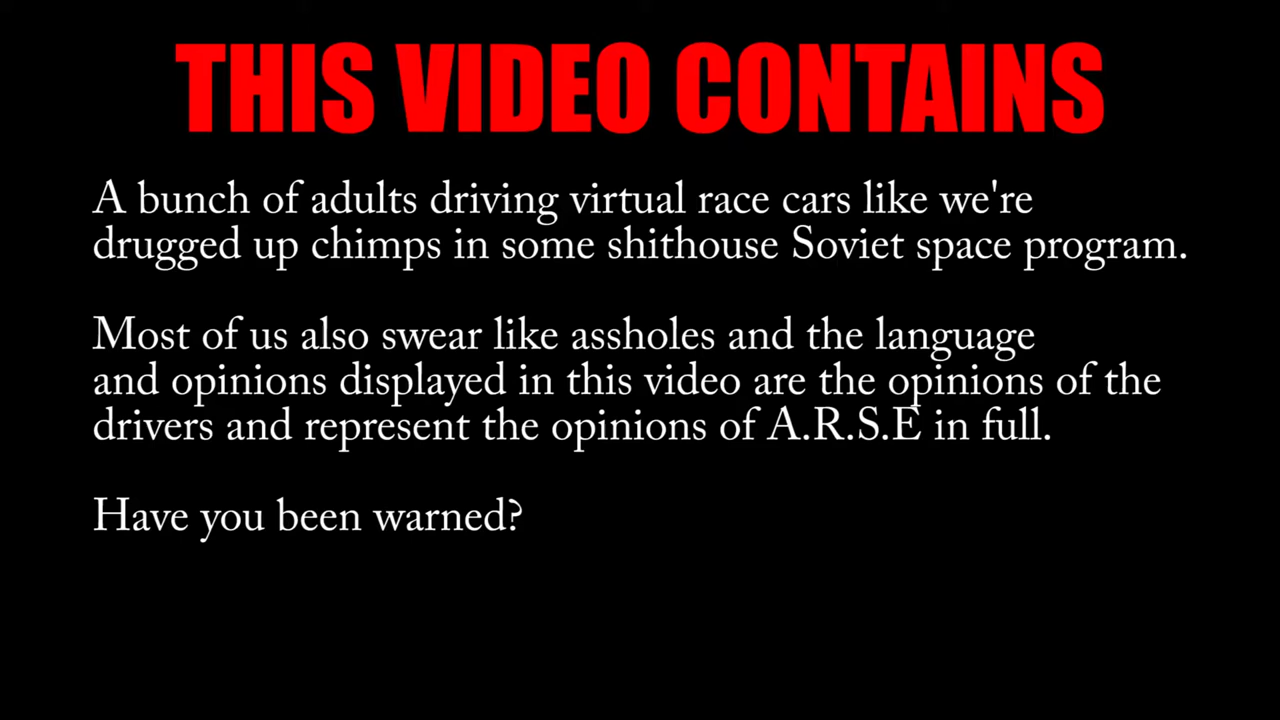 THIS VIDEO CONTAINS
A bunch of adults driving virtual race cars like we're
drugged up chimps in some shithouse Soviet space program.
Most of us also swear like assholes and the language
and opinions displayed in this video are the opinions of the
drivers and represent the opinions of A.R.S.E in full.
Have you been warned?